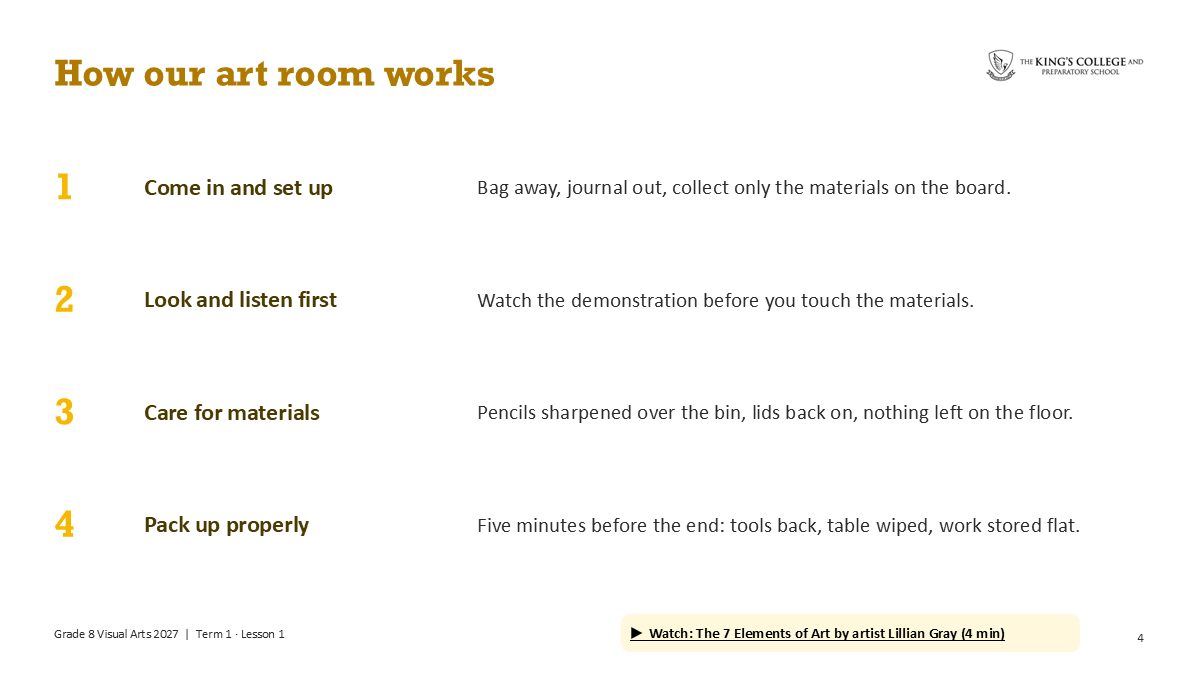 How our art room works
THE KING'S COLLEGE AND
PREPARATORY SCHOOL
1 Come in and set up Bag away, journal out, collect only the materials on the board.
2 Look and listen first Watch the demonstration before you touch the materials.
3 Care for materials Pencils sharpened over the bin, lids back on, nothing left on the floor.
4 Pack up properly Five minutes before the end: tools back, table wiped, work stored flat.
Grade 8 Visual Arts 2027 | Term 1 · Lesson 1
▶ Watch: The 7 Elements of Art by artist Lillian Gray (4 min)
4